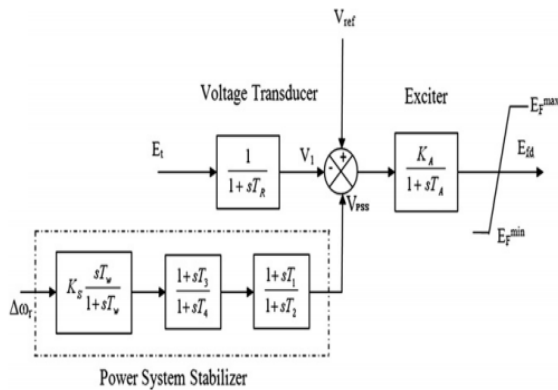 V_ref
Voltage Transducer
Exciter
E_F^max
E_t
1 / 1 + sT_R
V_1
+
-
K_A / 1 + sT_A
E_fd
V_PSS
E_F^min
K_S sT_w / 1 + sT_w
1 + sT_3 / 1 + sT_4
1 + sT_1 / 1 + sT_2
Δω_r
Power System Stabilizer